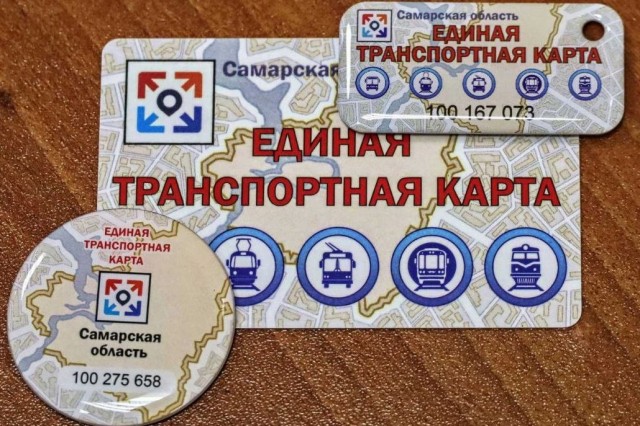 Самарская область
ЕДИНАЯ
ТРАНСПОРТНАЯ КАРТА
100 167 073
Самарская
ЕДИНАЯ
ТРАНСПОРТНАЯ КАРТА
ЕДИНАЯ
ТРАНСПОРТНАЯ
КАРТА
Самарская
область
100 275 658